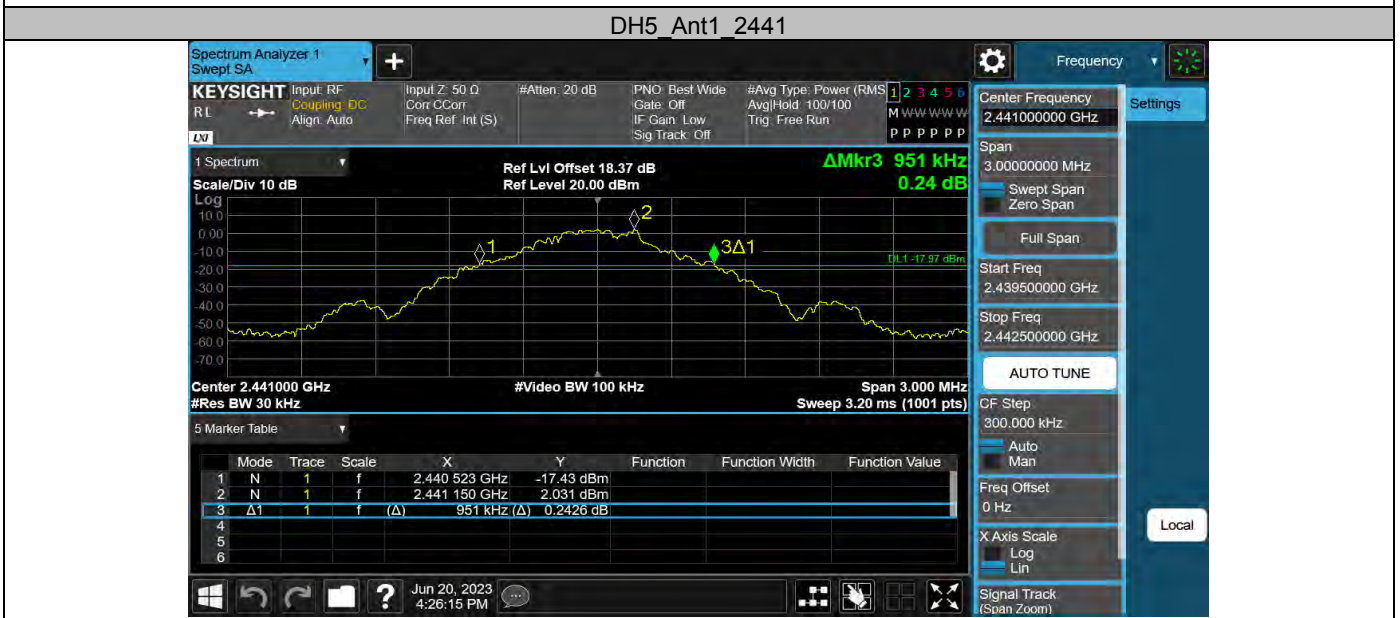 DH5_Ant1_2441
Spectrum Analyzer 1
Swept SA
+
Frequency
KEYSIGHT
RL
LXI
Input: RF
Coupling: DC
Align: Auto
Input Z: 50 Ω
Corr CCorr
Freq Ref: Int (S)
#Atten: 20 dB
PNO: Best Wide
Gate: Off
IF Gain: Low
Sig Track: Off
#Avg Type: Power (RMS
Avg|Hold: 100/100
Trig: Free Run
1 2 3 4 5 6
M W W W W W
P P P P P P
1 Spectrum
Scale/Div 10 dB
Ref Lvl Offset 18.37 dB
Ref Level 20.00 dBm
ΔMkr3 951 kHz
0.24 dB
Log
10.0
0.00
-10.0
-20.0
-30.0
-40.0
-50.0
-60.0
-70.0
1
2
3Δ1
DL1 -17.97 dBm
Center 2.441000 GHz
#Video BW 100 kHz
Span 3.000 MHz
#Res BW 30 kHz
Sweep 3.20 ms (1001 pts)
5 Marker Table
Mode Trace Scale X Y Function Function Width Function Value
1 N 1 f 2.440 523 GHz -17.43 dBm
2 N 1 f 2.441 150 GHz 2.031 dBm
3 Δ1 1 f (Δ) 951 kHz (Δ) 0.2426 dB
4
5
6
?
Jun 20, 2023
4:26:15 PM
Center Frequency
2.441000000 GHz
Settings
Span
3.00000000 MHz
Swept Span
Zero Span
Full Span
Start Freq
2.439500000 GHz
Stop Freq
2.442500000 GHz
AUTO TUNE
CF Step
300.000 kHz
Auto
Man
Freq Offset
0 Hz
Local
X Axis Scale
Log
Lin
Signal Track
(Span Zoom)